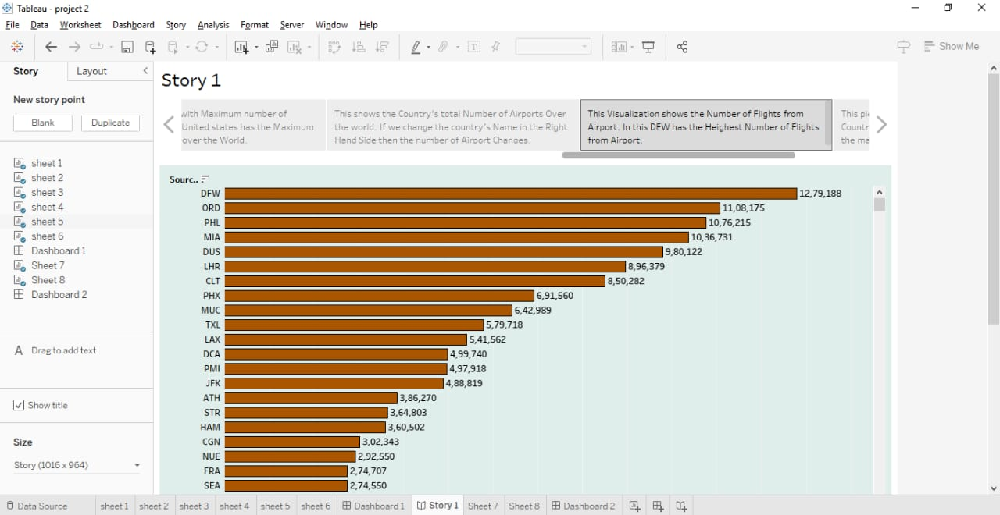 Tableau - project 2
File Data Worksheet Dashboard Story Analysis Format Server Window Help
Show Me
Story Layout
New story point
Blank Duplicate
sheet 1
sheet 2
sheet 3
sheet 4
sheet 5
sheet 6
Dashboard 1
Sheet 7
Sheet 8
Dashboard 2
A Drag to add text
Show title
Size
Story (1016 x 964)
Story 1
with Maximum number of
United states has the Maximum
over the World.
This shows the Country's total Number of Airports Over
the world. If we change the country's Name in the Right
Hand Side then the number of Airport Changes.
This Visualization shows the Number of Flights from
Airport. In this DFW has the Heighest Number of Flights
from Airport.
This
Countr
the ma
Sourc..
DFW 12,79,188
ORD 11,08,175
PHL 10,76,215
MIA 10,36,731
DUS 9,80,122
LHR 8,96,379
CLT 8,50,282
PHX 6,91,560
MUC 6,42,989
TXL 5,79,718
LAX 5,41,562
DCA 4,99,740
PMI 4,97,918
JFK 4,88,819
ATH 3,86,270
STR 3,64,803
HAM 3,60,502
CGN 3,02,343
NUE 2,92,550
FRA 2,74,707
SEA 2,74,550
Data Source sheet 1 sheet 2 sheet 3 sheet 4 sheet 5 sheet 6 Dashboard 1 Story 1 Sheet 7 Sheet 8 Dashboard 2